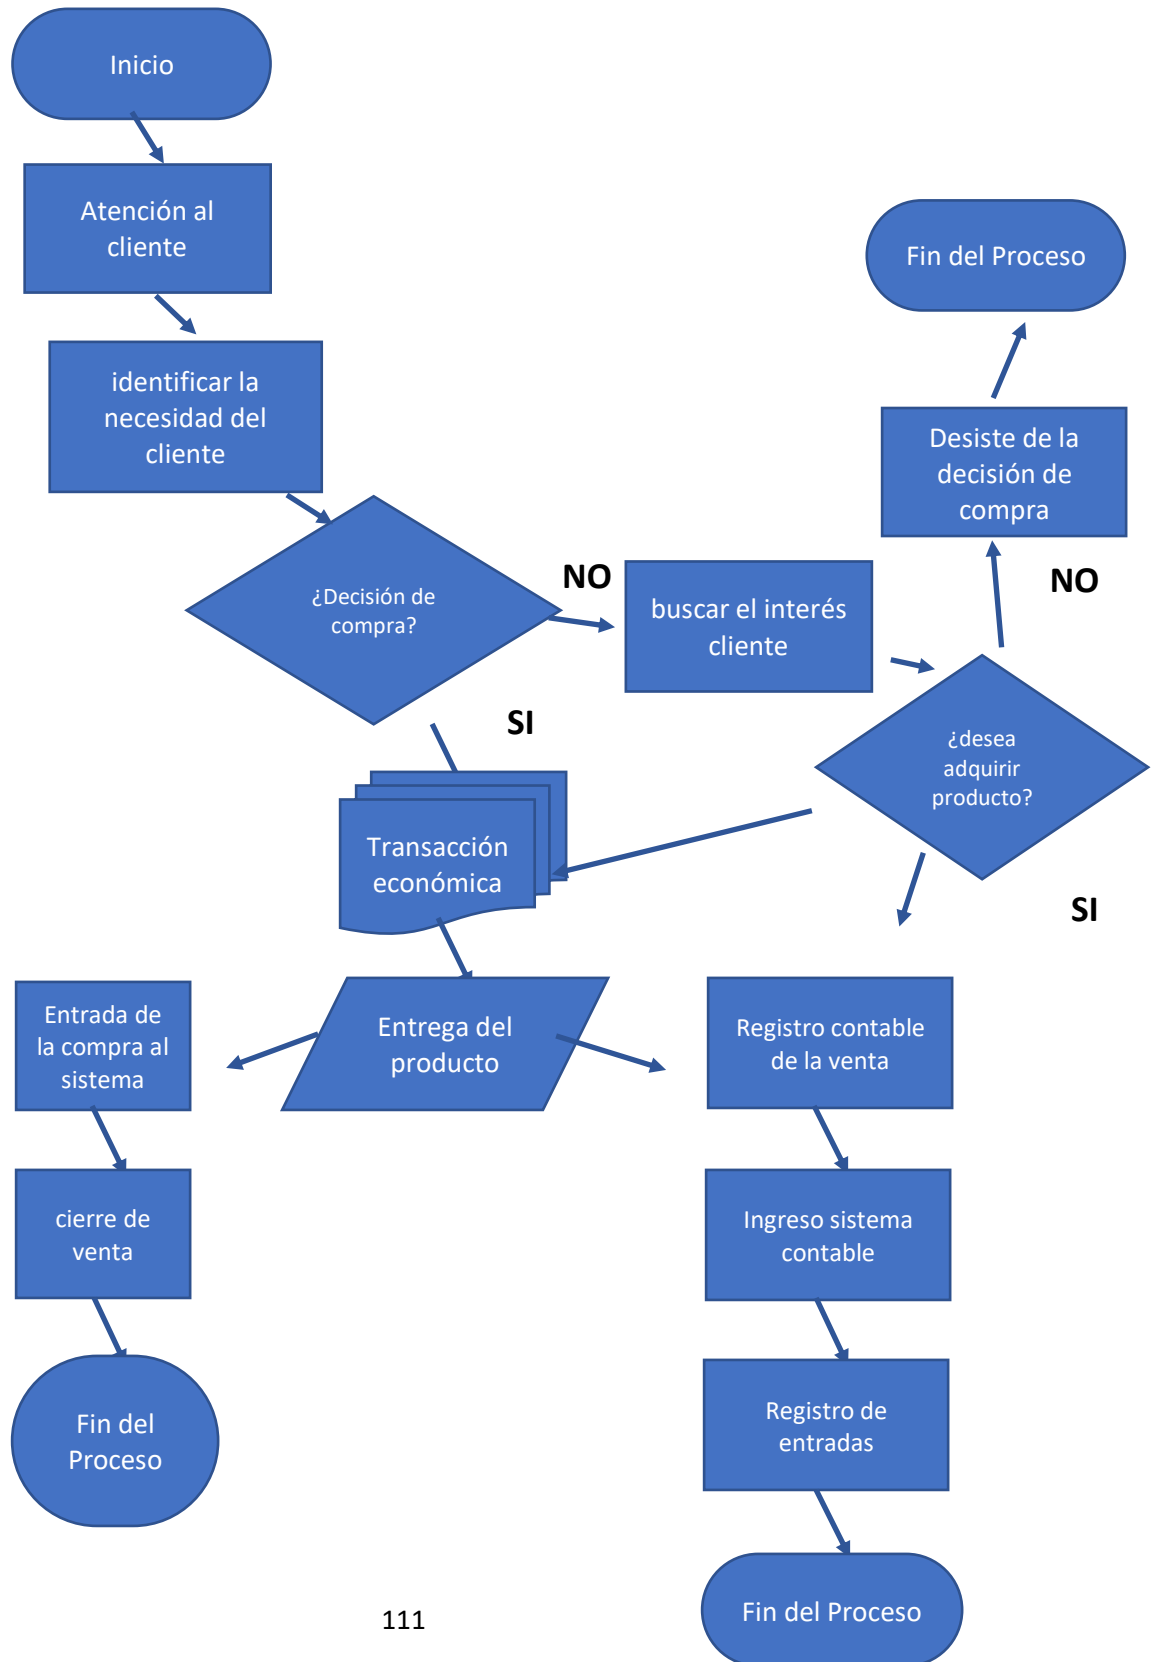 Inicio
Atención al
cliente
Fin del Proceso
identificar la
necesidad del
cliente
Desiste de la
decisión de
compra
¿Decisión de
compra?
NO
buscar el interés
cliente
NO
SI
¿desea
adquirir
producto?
Transacción
económica
SI
Entrada de
la compra al
sistema
Entrega del
producto
Registro contable
de la venta
cierre de
venta
Ingreso sistema
contable
Fin del
Proceso
Registro de
entradas
Fin del Proceso
111